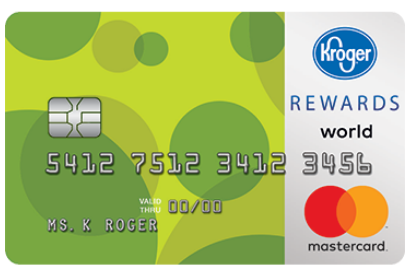 Kroger
REWARDS
world
5412 7512 3412 3456
VALID
THRU 00/00
MS. K ROGER
mastercard.